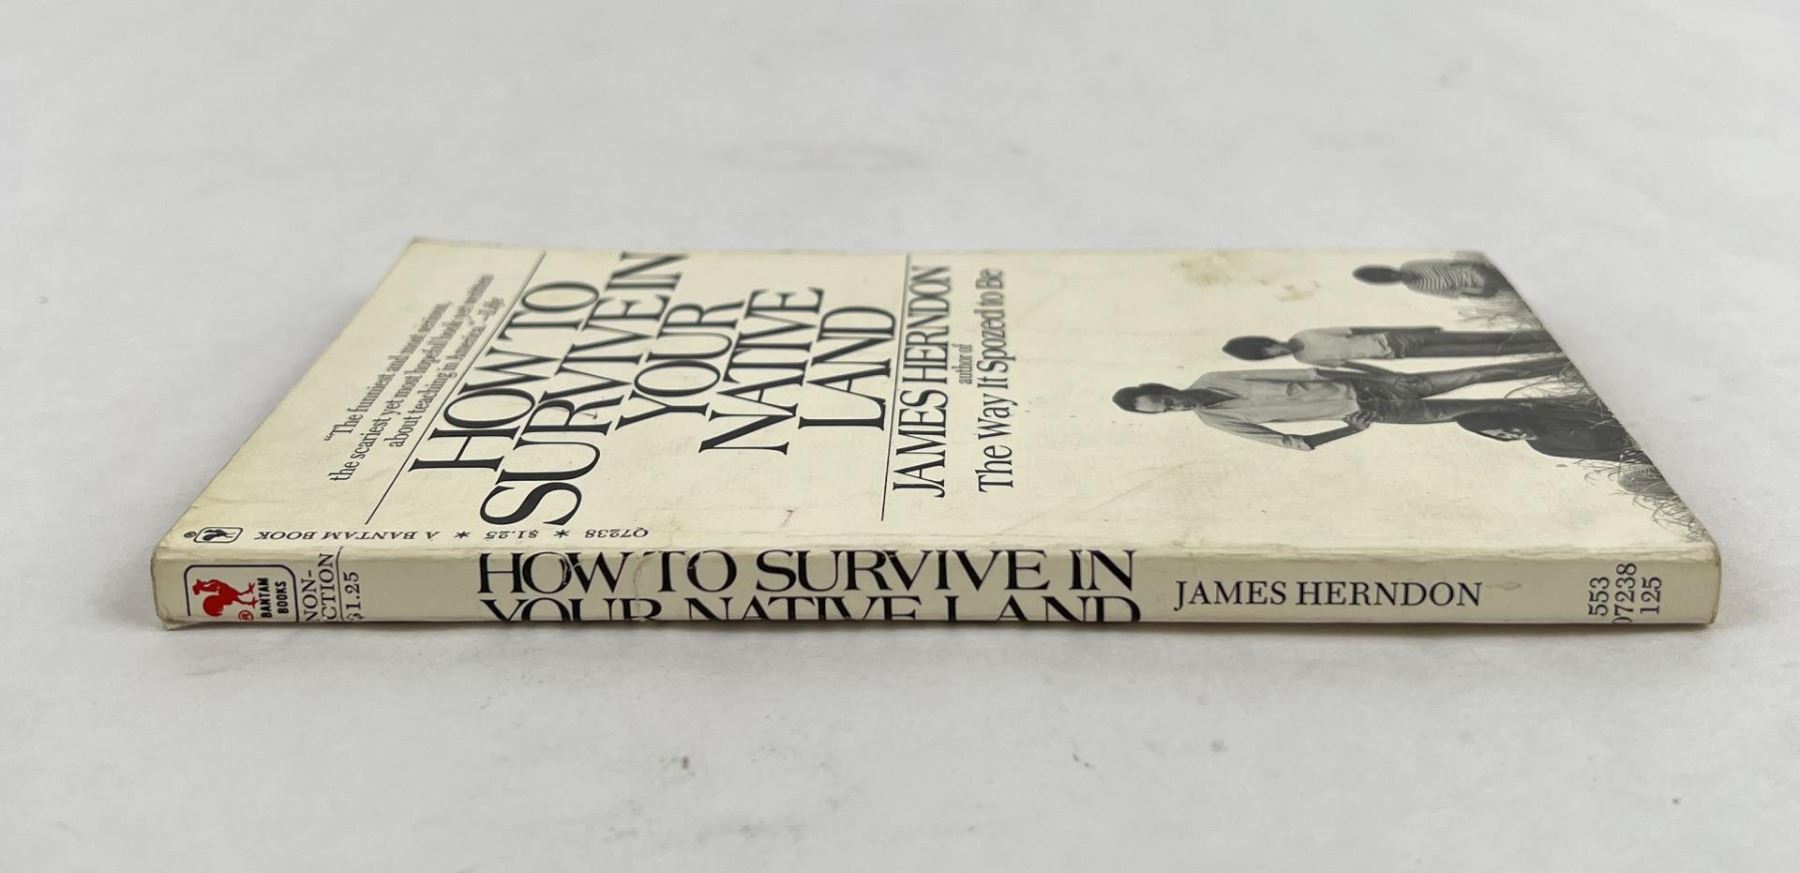 "The funniest and most serious,
the scariest yet most hopeful book yet written
about teaching in America." —Life
HOW TO
SURVIVE IN
YOUR
NATIVE
LAND
JAMES HERNDON
author of
The Way It Spozed to Be
Q7238 * $1.25 * A BANTAM BOOK ®
®
BANTAM
BOOKS
NON-
CTION
$1.25
HOW TO SURVIVE IN
YOUR NATIVE LAND
JAMES HERNDON
553
07238
125